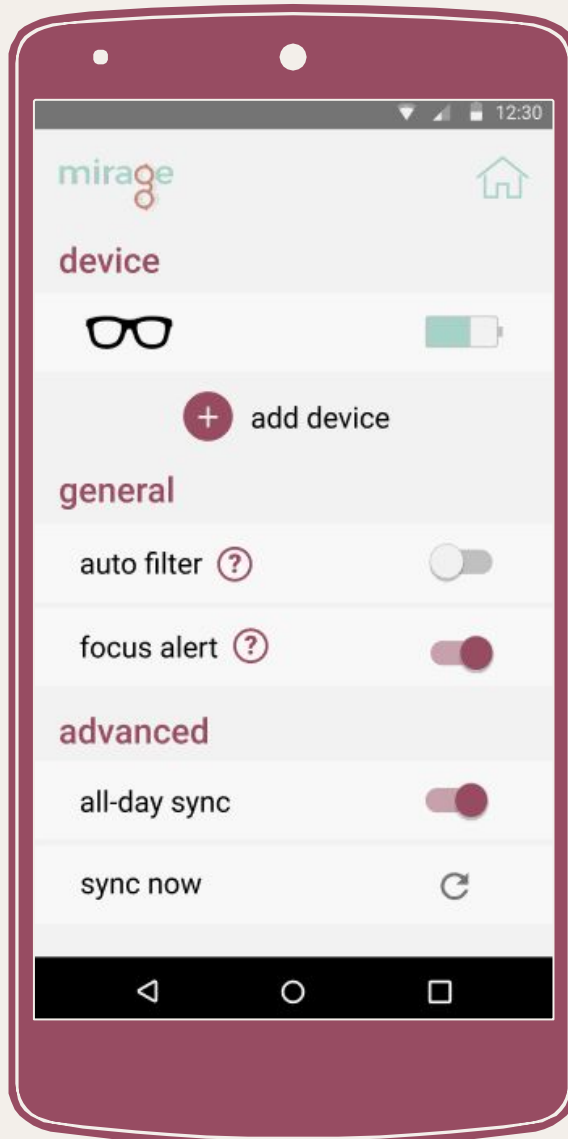 12:30
mirage
device
+ add device
general
auto filter ?
focus alert ?
advanced
all-day sync
sync now